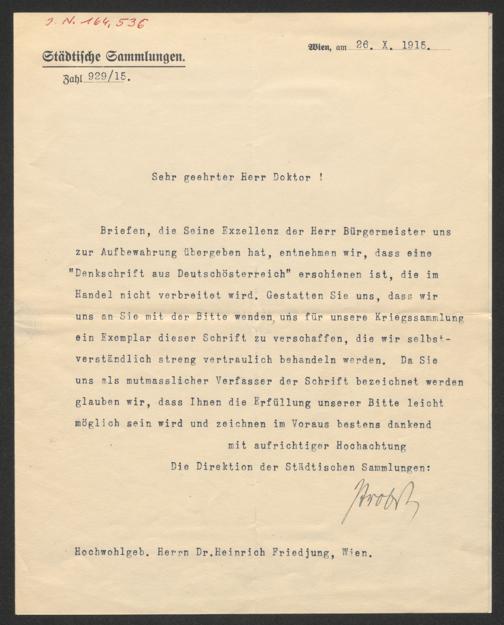 J. N. 164,536
Städtische Sammlungen.
Wien, am 26. X. 1915.
Zahl 929/15.
Sehr geehrter Herr Doktor !
Briefen, die Seine Exzellenz der Herr Bürgermeister uns
zur Aufbewahrung übergeben hat, entnehmen wir, dass eine
"Denkschrift aus Deutschösterreich" erschienen ist, die im
Handel nicht verbreitet wird. Gestatten Sie uns, dass wir
uns an Sie mit der Bitte wenden, uns für unsere Kriegssammlung
ein Exemplar dieser Schrift zu verschaffen, die wir selbst-
verständlich streng vertraulich behandeln werden. Da Sie
uns als mutmasslicher Verfasser der Schrift bezeichnet werden
glauben wir, dass Ihnen die Erfüllung unserer Bitte leicht
möglich sein wird und zeichnen im Voraus bestens dankend
mit aufrichtiger Hochachtung
Die Direktion der Städtischen Sammlungen:
Probst
Hochwohlgeb. Herrn Dr.Heinrich Friedjung, Wien.